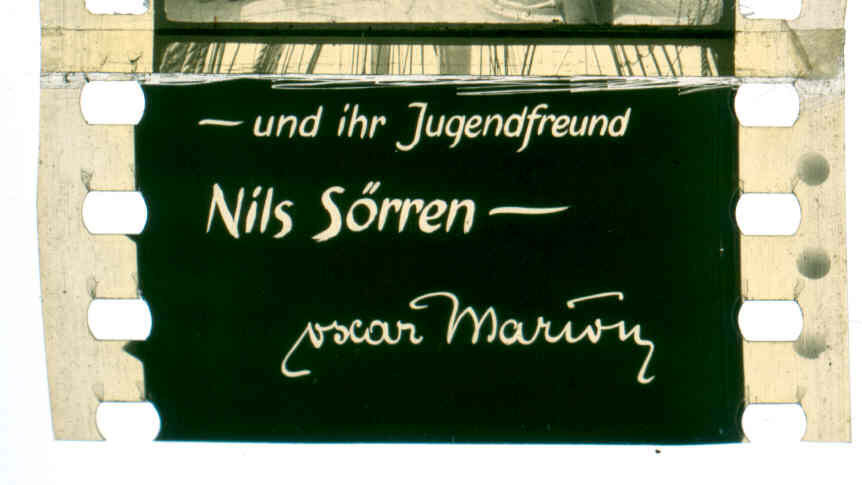 — und ihr Jugendfreund
Nils Sőrren —
oscar Marion